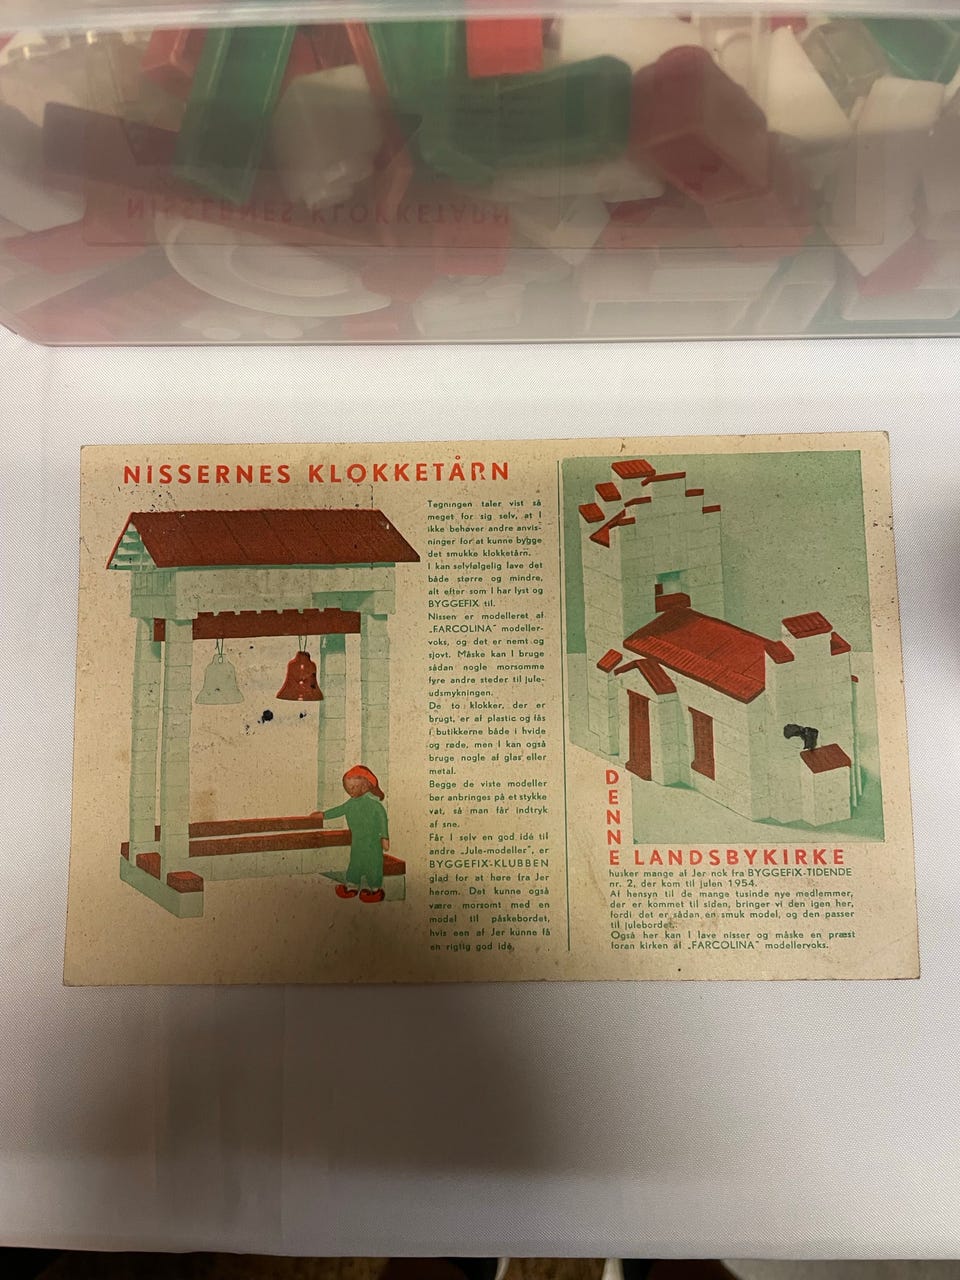 NISSERNES KLOKKETÅRN
Tegningen taler vist så
meget for sig selv, at I
ikke behøver andre anvis-
ninger for at kunne bygge
det smukke klokketårn.
I kan selvfølgelig lave det
både større og mindre,
alt efter som I har lyst og
BYGGEFIX til.
Nissen er modelleret af
„FARCOLINA" modeller-
voks, og det er nemt og
sjovt. Måske kan I bruge
sådan nogle morsomme
fyre andre steder til jule-
udsmykningen.
De to klokker, der er
brugt, er af plastic og fås
i butikkerne både i hvide
og røde, men I kan også
bruge nogle af glas eller
metal.
Begge de viste modeller
bør anbringes på et stykke
vat, så man får indtryk
af sne.
Får I selv en god idé til
andre „Jule-modeller", er
BYGGEFIX-KLUBBEN
glad for at høre fra Jer
herom. Det kunne også
være morsomt med en
model til påskebordet,
hvis een af Jer kunne få
en rigtig god idé.
DENNE LANDSBYKIRKE
husker mange af Jer nok fra BYGGEFIX-TIDENDE
nr. 2, der kom til julen 1954.
Af hensyn til de mange tusinde nye medlemmer,
der er kommet til siden, bringer vi den igen her,
fordi det er sådan en smuk model, og den passer
til julebordet.
Også her kan I lave nisser og måske en præst
foran kirken af „FARCOLINA" modellervoks.